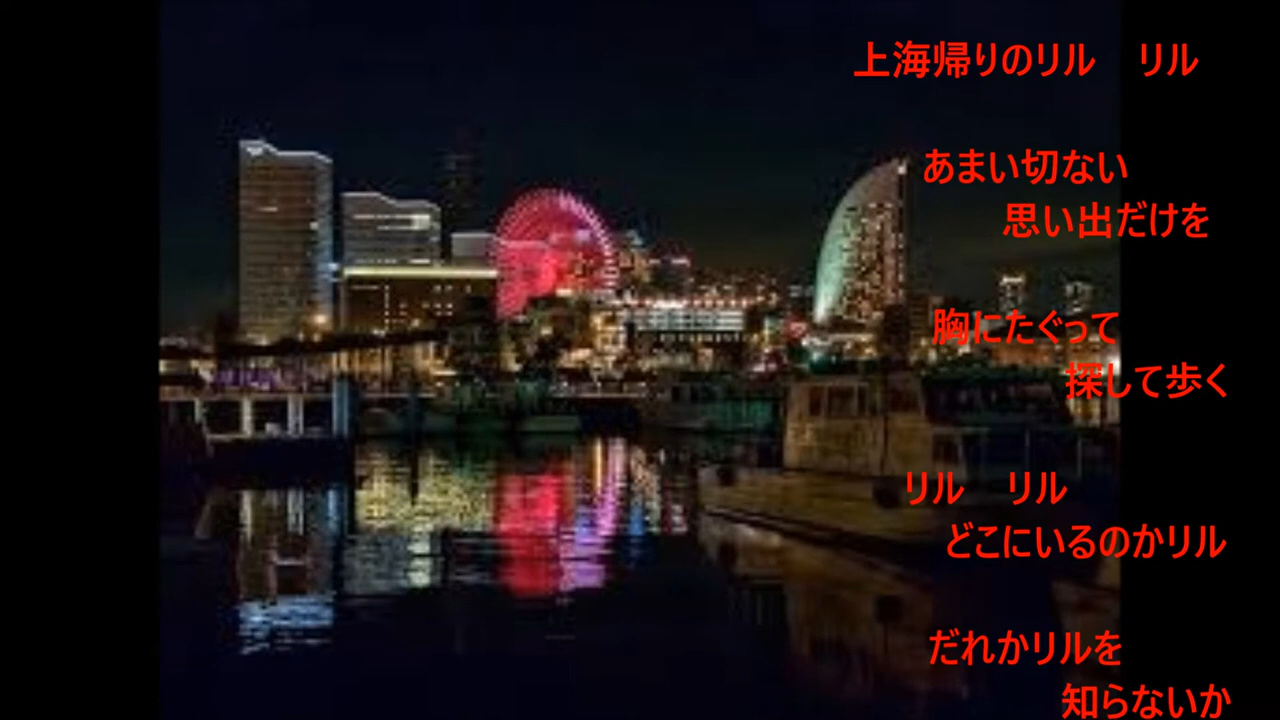 上海帰りのリル　リル
あまい切ない
思い出だけを
胸にたぐって
探して歩く
リル　リル
どこにいるのかリル
だれかリルを
知らないか